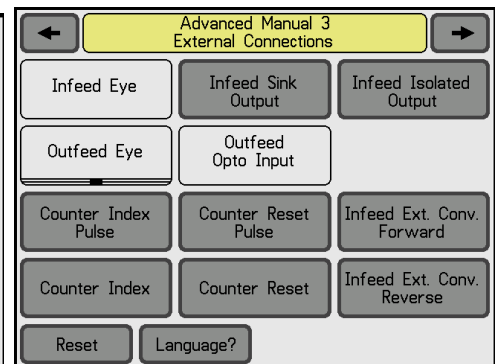 Advanced Manual 3
External Connections
Infeed Eye
Infeed Sink
Output
Infeed Isolated
Output
Outfeed Eye
Outfeed
Opto Input
Counter Index
Pulse
Counter Reset
Pulse
Infeed Ext. Conv.
Forward
Counter Index
Counter Reset
Infeed Ext. Conv.
Reverse
Reset
Language?